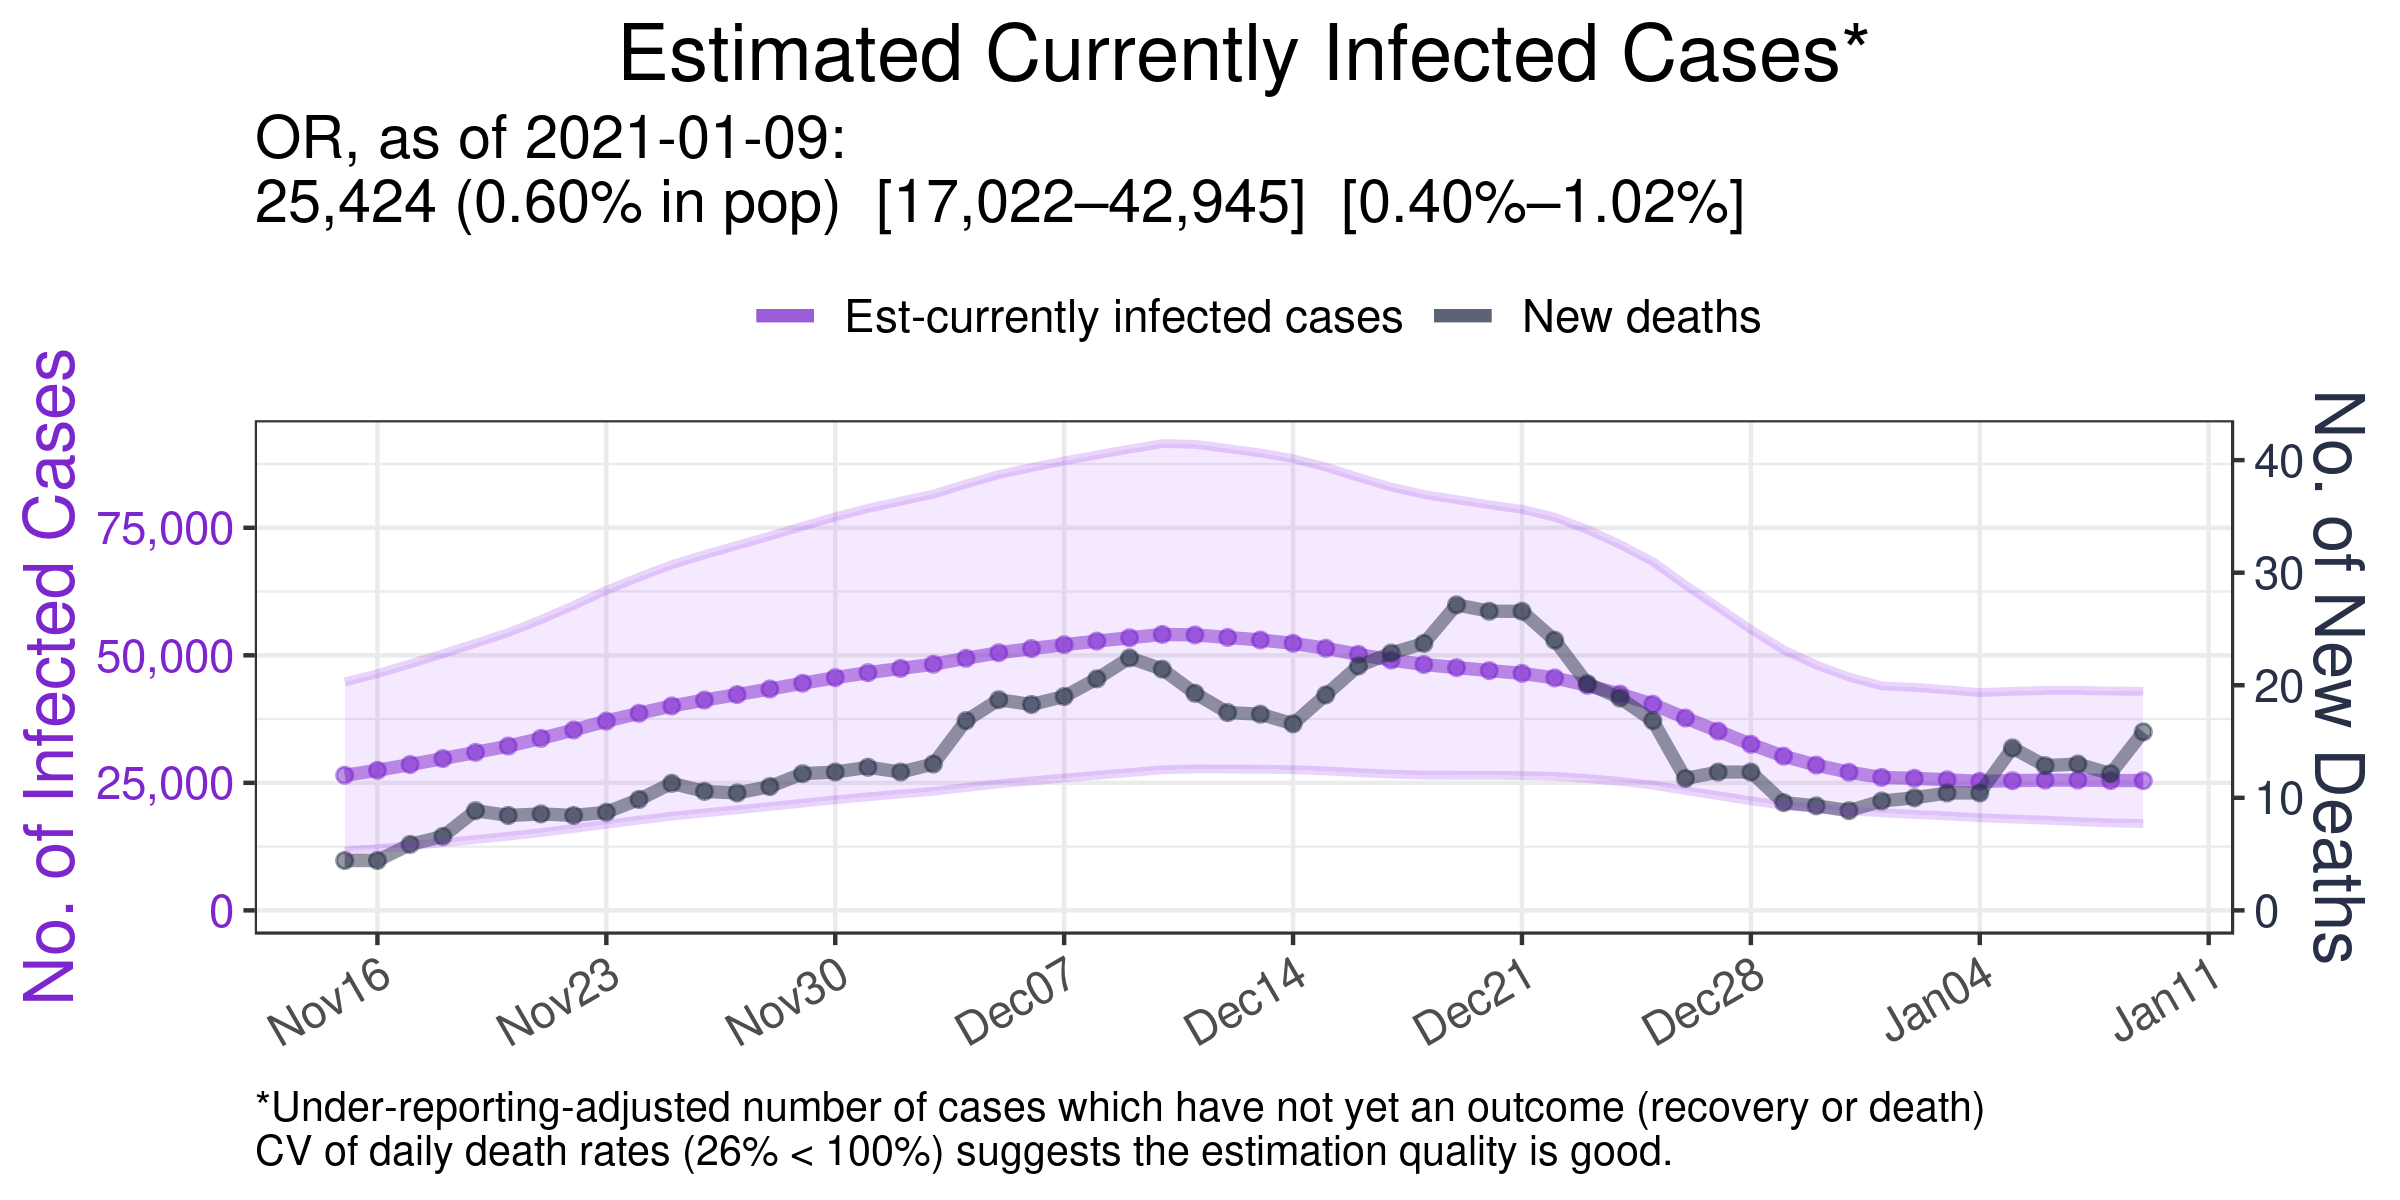 Estimated Currently Infected Cases*
OR, as of 2021-01-09:
25,424 (0.60% in pop)  [17,022–42,945]  [0.40%–1.02%]
Est-currently infected cases
New deaths
No. of Infected Cases
75,000
50,000
25,000
0
40
30
20
10
0
No. of New Deaths
Nov16
Nov23
Nov30
Dec07
Dec14
Dec21
Dec28
Jan04
Jan11
*Under-reporting-adjusted number of cases which have not yet an outcome (recovery or death)
CV of daily death rates (26% < 100%) suggests the estimation quality is good.